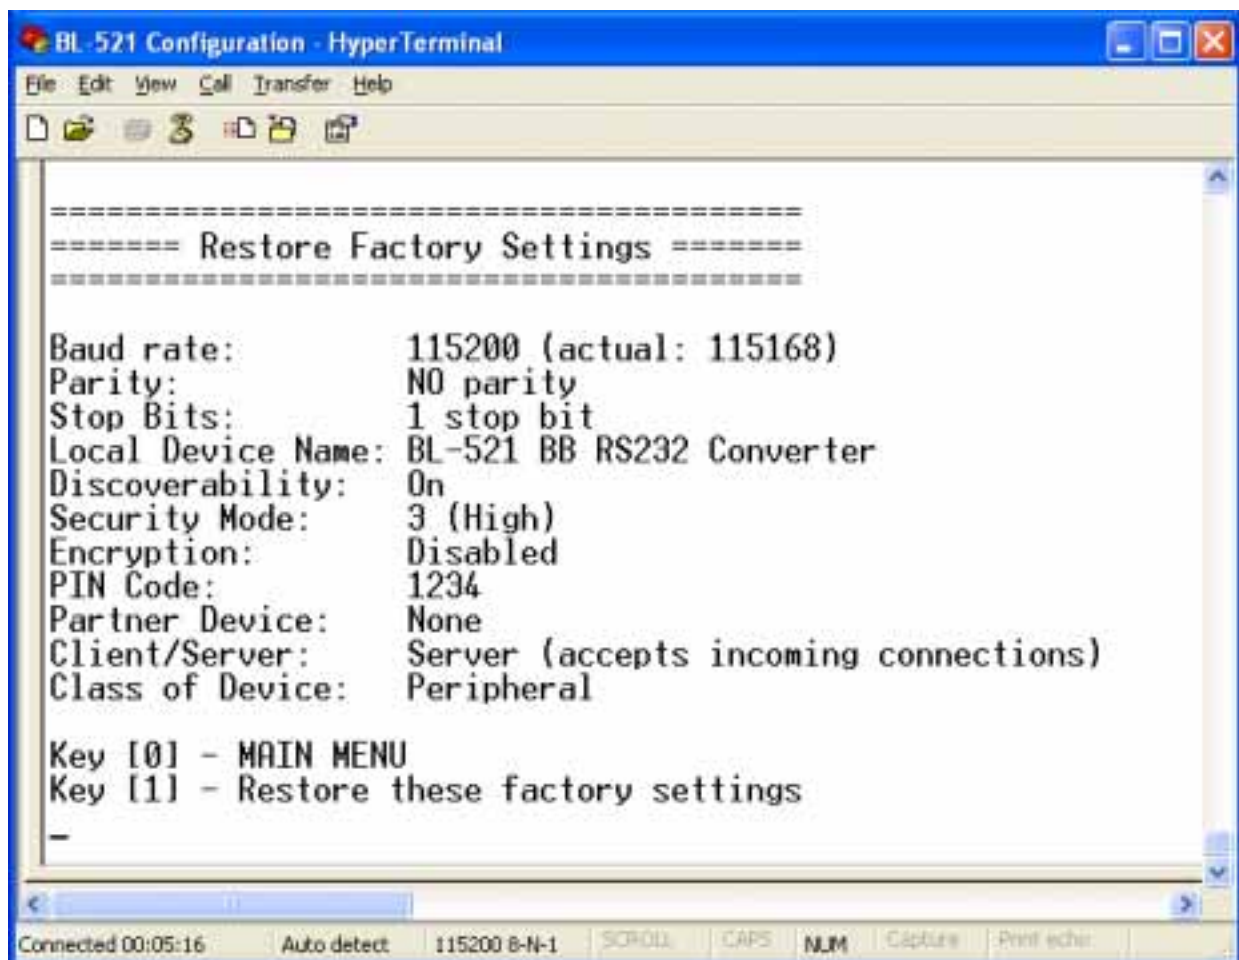 BL-521 Configuration - HyperTerminal
File Edit View Call Transfer Help
========================================
======= Restore Factory Settings =======
========================================
Baud rate: 115200 (actual: 115168)
Parity: NO parity
Stop Bits: 1 stop bit
Local Device Name: BL-521 BB RS232 Converter
Discoverability: On
Security Mode: 3 (High)
Encryption: Disabled
PIN Code: 1234
Partner Device: None
Client/Server: Server (accepts incoming connections)
Class of Device: Peripheral
Key [0] - MAIN MENU
Key [1] - Restore these factory settings
_
Connected 00:05:16 Auto detect 115200 8-N-1 SCROLL CAPS NUM Capture Print echo